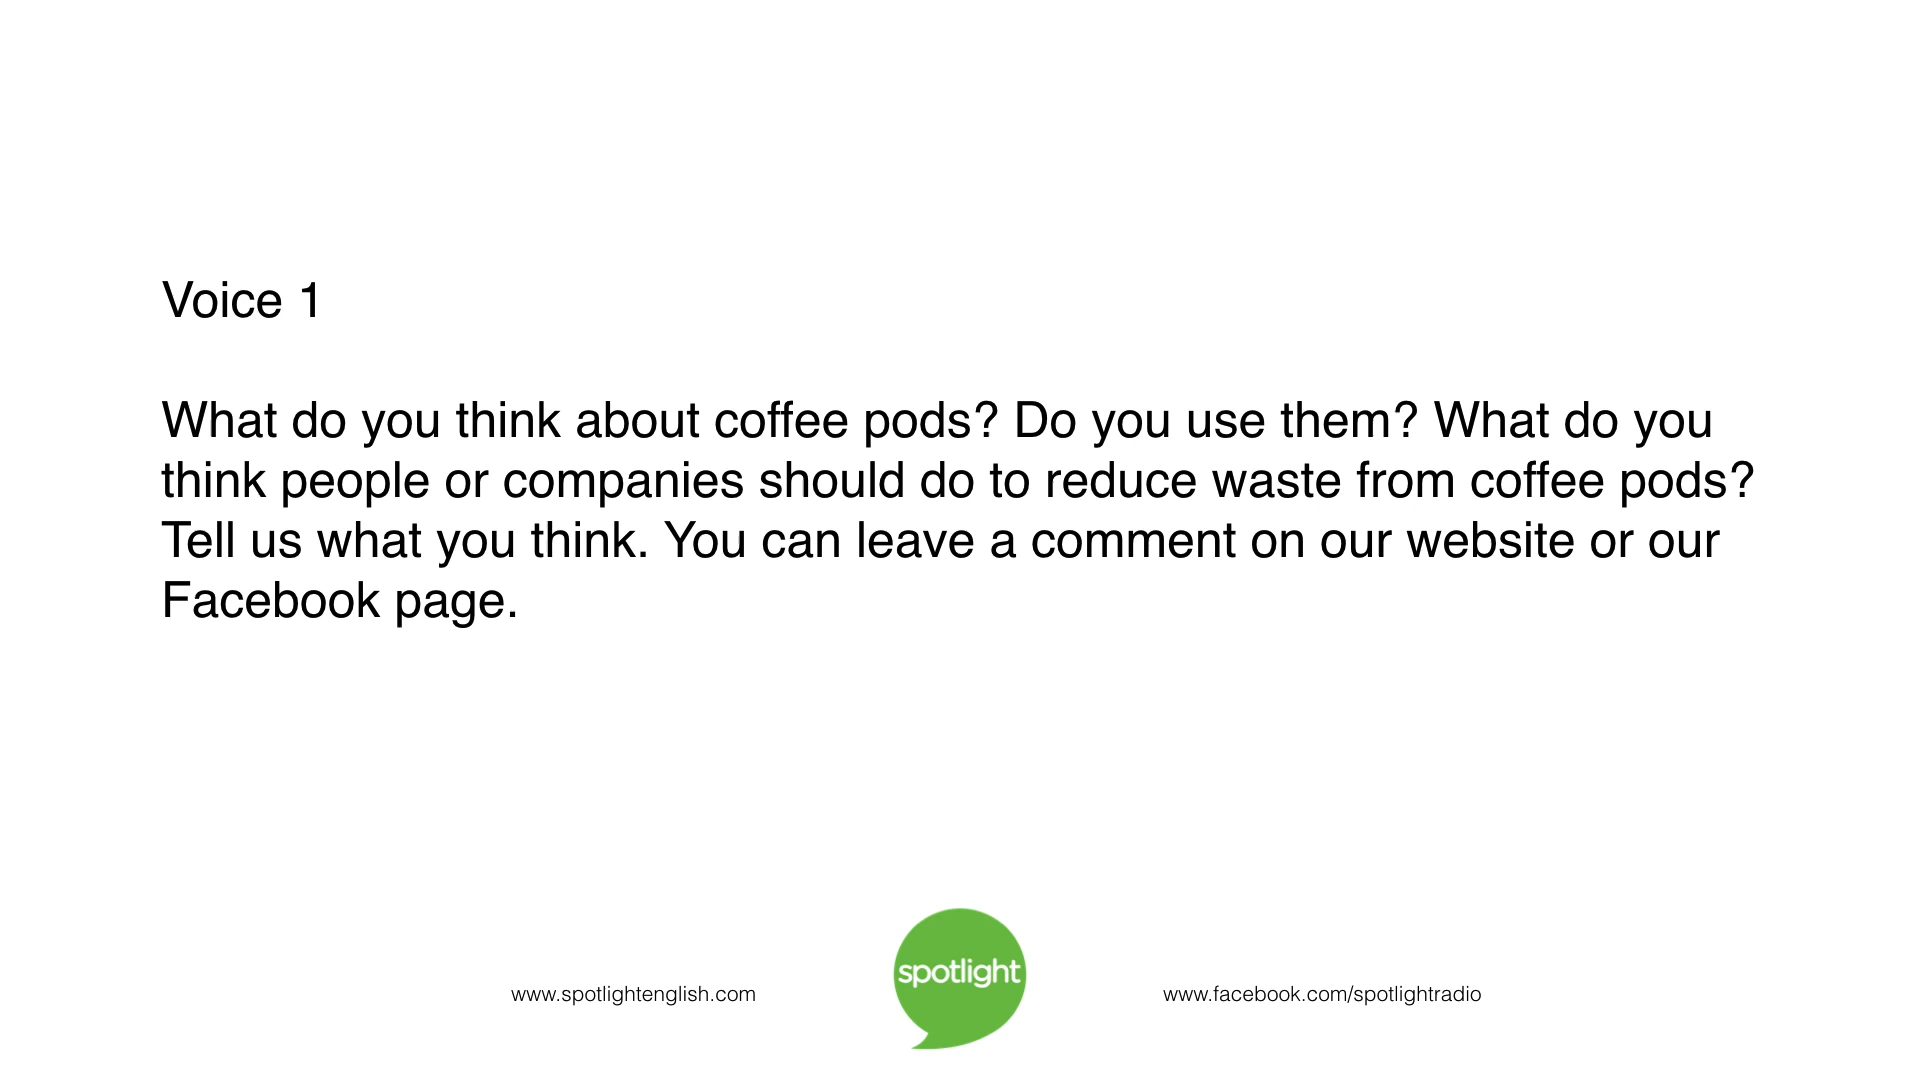 Voice 1
What do you think about coffee pods? Do you use them? What do you
think people or companies should do to reduce waste from coffee pods?
Tell us what you think. You can leave a comment on our website or our
Facebook page.
spotlight
www.spotlightenglish.com
www.facebook.com/spotlightradio